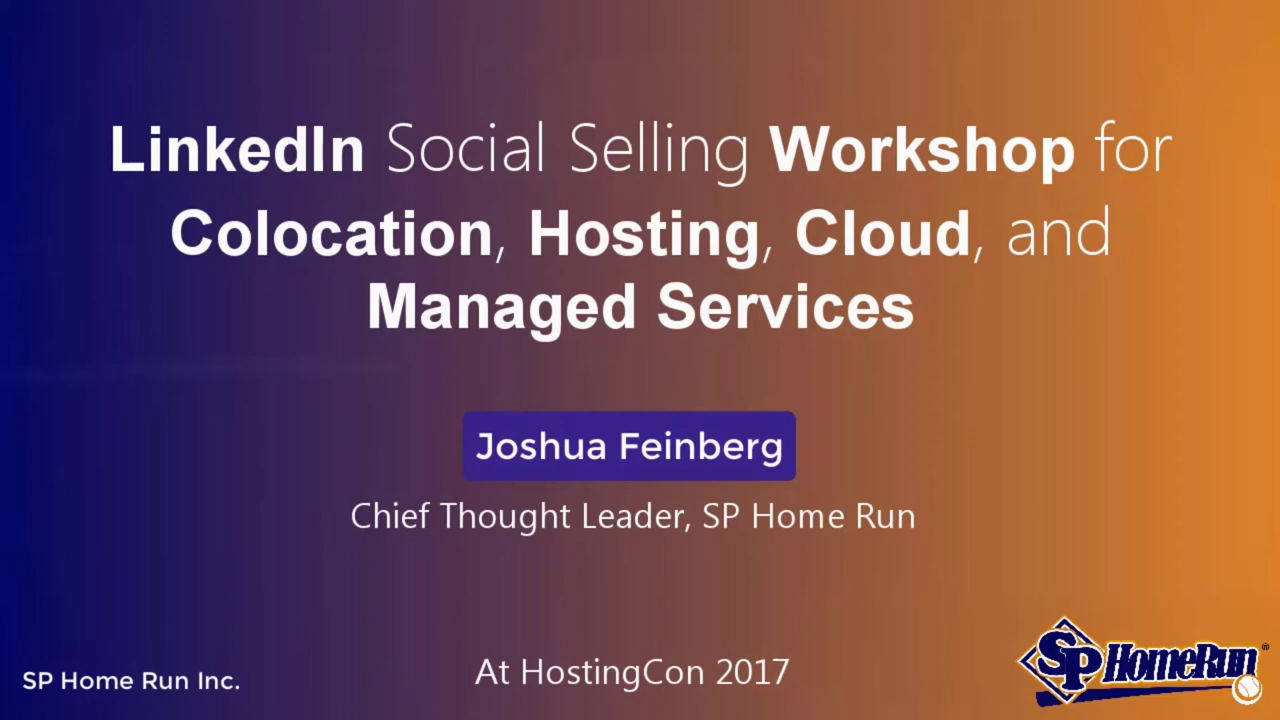 LinkedIn Social Selling Workshop for
Colocation, Hosting, Cloud, and
Managed Services
Joshua Feinberg
Chief Thought Leader, SP Home Run
At HostingCon 2017
SP Home Run Inc.
SP HomeRun®